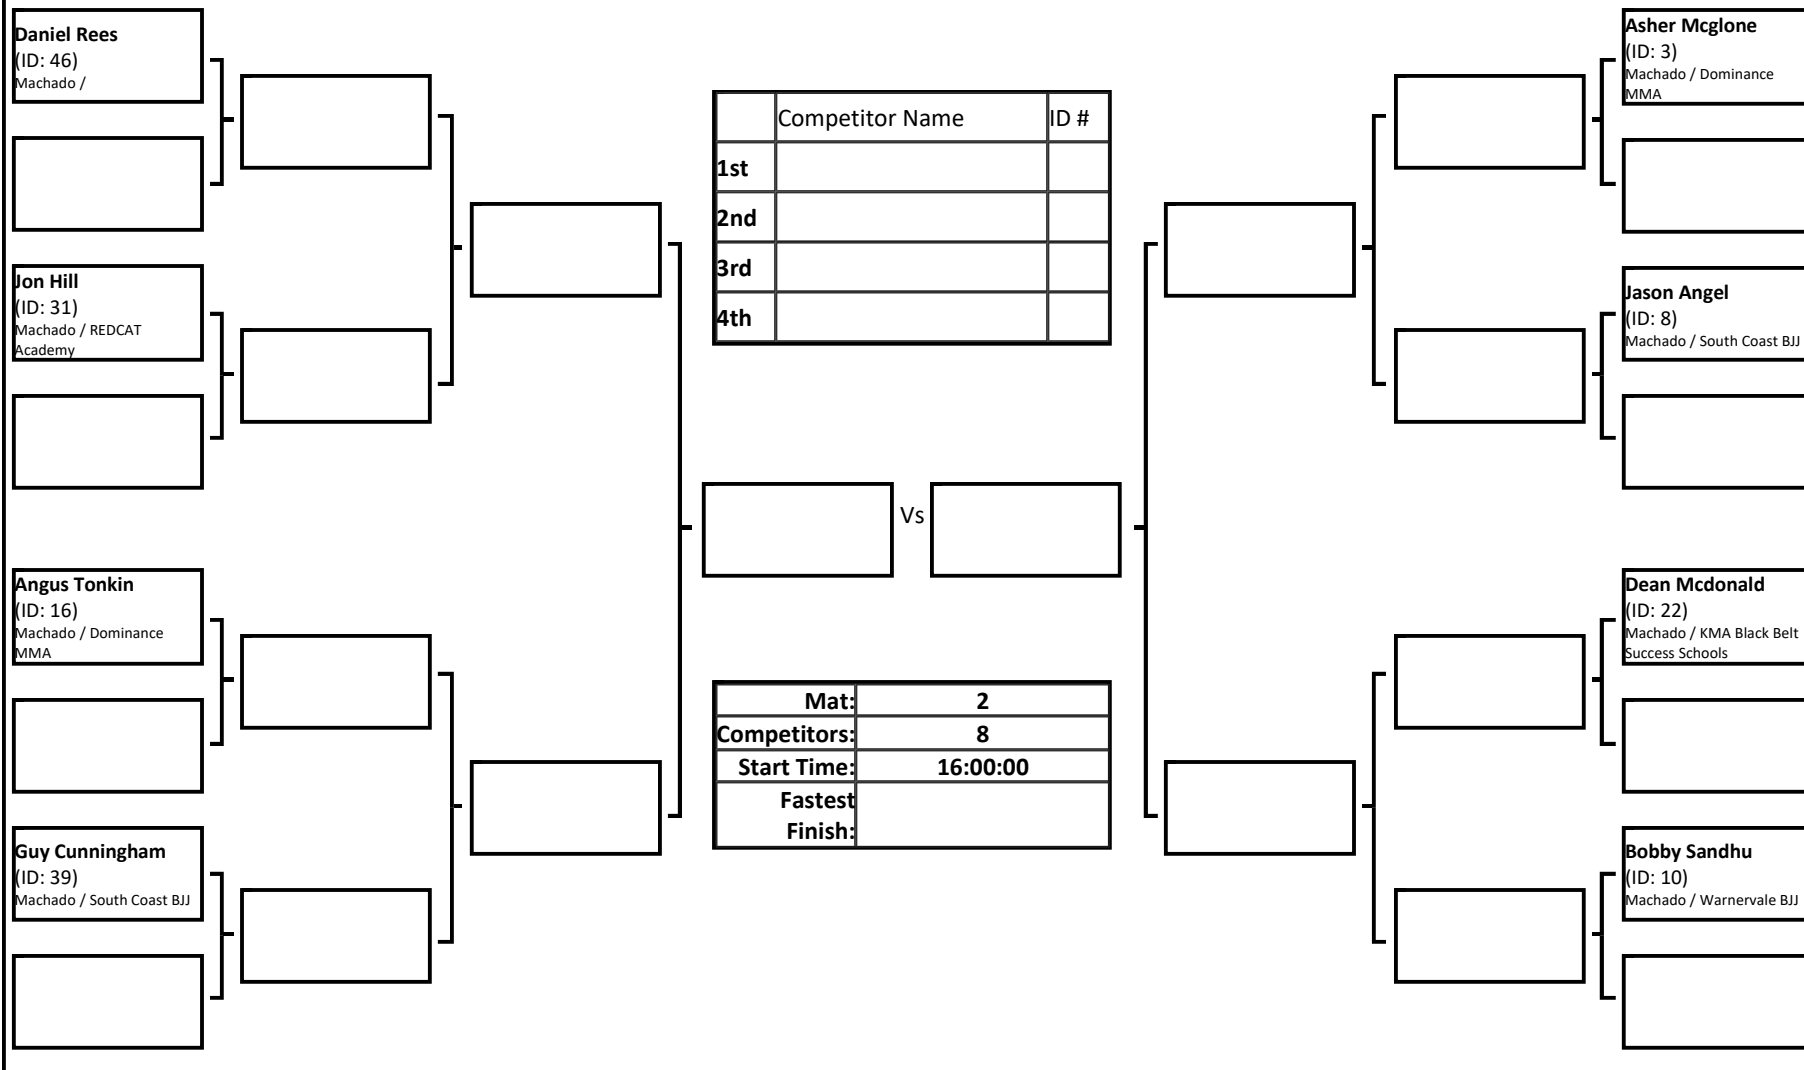 Daniel Rees
(ID: 46)
Machado /
Jon Hill
(ID: 31)
Machado / REDCAT
Academy
Angus Tonkin
(ID: 16)
Machado / Dominance
MMA
Guy Cunningham
(ID: 39)
Machado / South Coast BJJ
Competitor Name ID #
1st
2nd
3rd
4th
Vs
Mat: 2
Competitors: 8
Start Time: 16:00:00
Fastest
Finish:
Asher Mcglone
(ID: 3)
Machado / Dominance
MMA
Jason Angel
(ID: 8)
Machado / South Coast BJJ
Dean Mcdonald
(ID: 22)
Machado / KMA Black Belt
Success Schools
Bobby Sandhu
(ID: 10)
Machado / Warnervale BJJ